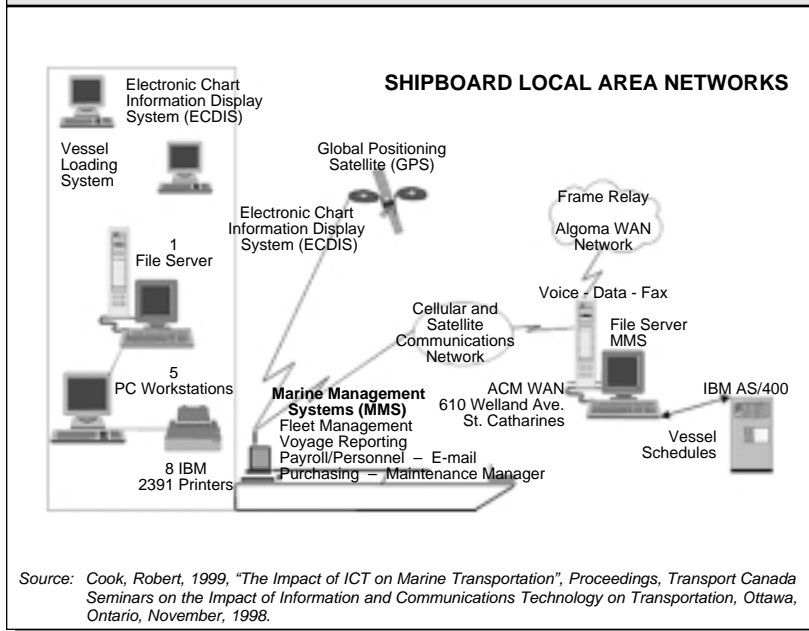 SHIPBOARD LOCAL AREA NETWORKS
Electronic Chart
Information Display
System (ECDIS)
Vessel
Loading
System
1
File Server
5
PC Workstations
8 IBM
2391 Printers
Global Positioning
Satellite (GPS)
Electronic Chart
Information Display
System (ECDIS)
Cellular and
Satellite
Communications
Network
Marine Management
Systems (MMS)
Fleet Management
Voyage Reporting
Payroll/Personnel – E-mail
Purchasing – Maintenance Manager
Frame Relay
Algoma WAN
Network
Voice - Data - Fax
File Server
MMS
ACM WAN
610 Welland Ave.
St. Catharines
IBM AS/400
Vessel
Schedules
Source: Cook, Robert, 1999, “The Impact of ICT on Marine Transportation”, Proceedings, Transport Canada
Seminars on the Impact of Information and Communications Technology on Transportation, Ottawa,
Ontario, November, 1998.